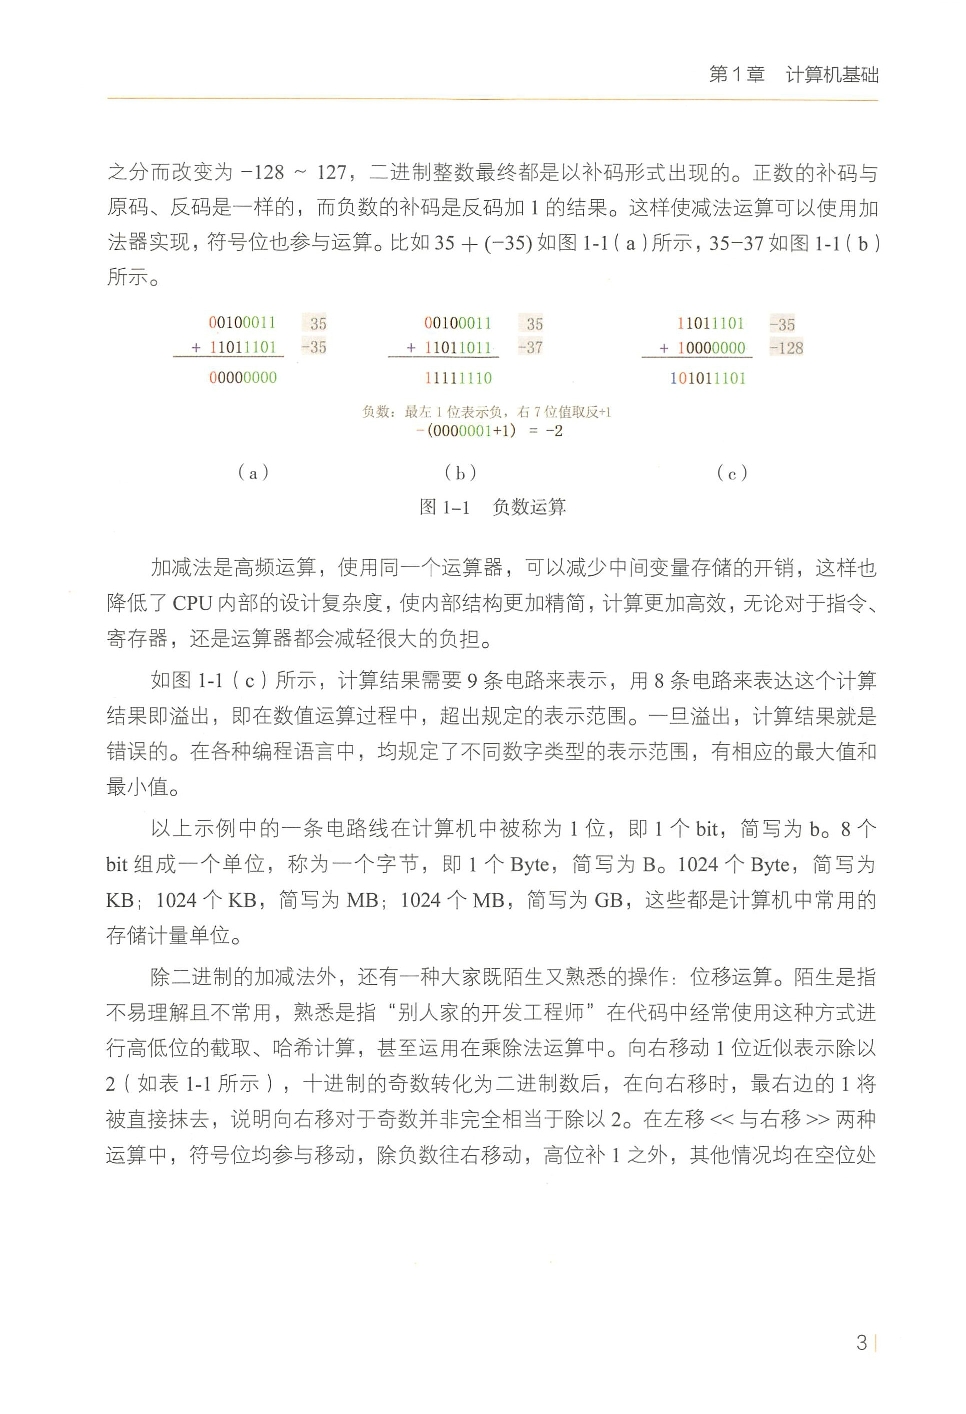 第1章　计算机基础
之分而改变为 -128 ~ 127，二进制整数最终都是以补码形式出现的。正数的补码与
原码、反码是一样的，而负数的补码是反码加 1 的结果。这样使减法运算可以使用加
法器实现，符号位也参与运算。比如 35 + (-35) 如图 1-1（a）所示，35-37 如图 1-1（b）
所示。
00100011 35
+ 11011101 -35
00000000
00100011 35
+ 11011011 -37
11111110
负数：最左 1 位表示负，右 7 位值取反+1
-(0000001+1) = -2
11011101 -35
+ 10000000 -128
101011101
（a）　（b）　（c）
图 1-1　负数运算
加减法是高频运算，使用同一个运算器，可以减少中间变量存储的开销，这样也
降低了 CPU 内部的设计复杂度，使内部结构更加精简，计算更加高效，无论对于指令、
寄存器，还是运算器都会减轻很大的负担。
如图 1-1（c）所示，计算结果需要 9 条电路来表示，用 8 条电路来表达这个计算
结果即溢出，即在数值运算过程中，超出规定的表示范围。一旦溢出，计算结果就是
错误的。在各种编程语言中，均规定了不同数字类型的表示范围，有相应的最大值和
最小值。
以上示例中的一条电路线在计算机中被称为 1 位，即 1 个 bit，简写为 b。8 个
bit 组成一个单位，称为一个字节，即 1 个 Byte，简写为 B。1024 个 Byte，简写为
KB；1024 个 KB，简写为 MB；1024 个 MB，简写为 GB，这些都是计算机中常用的
存储计量单位。
除二进制的加减法外，还有一种大家既陌生又熟悉的操作：位移运算。陌生是指
不易理解且不常用，熟悉是指“别人家的开发工程师”在代码中经常使用这种方式进
行高低位的截取、哈希计算，甚至运用在乘除法运算中。向右移动 1 位近似表示除以
2（如表 1-1 所示），十进制的奇数转化为二进制数后，在向右移时，最右边的 1 将
被直接抹去，说明向右移对于奇数并非完全相当于除以 2。在左移 << 与右移 >> 两种
运算中，符号位均参与移动，除负数往右移动，高位补 1 之外，其他情况均在空位处
3